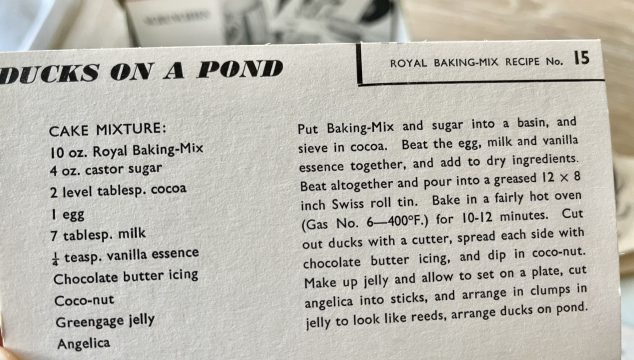 DUCKS ON A POND
ROYAL BAKING-MIX RECIPE No. 15
CAKE MIXTURE:
10 oz. Royal Baking-Mix
4 oz. castor sugar
2 level tablesp. cocoa
1 egg
7 tablesp. milk
¼ teasp. vanilla essence
Chocolate butter icing
Coco-nut
Greengage jelly
Angelica
Put Baking-Mix and sugar into a basin, and
sieve in cocoa. Beat the egg, milk and vanilla
essence together, and add to dry ingredients.
Beat altogether and pour into a greased 12 × 8
inch Swiss roll tin. Bake in a fairly hot oven
(Gas No. 6—400°F.) for 10-12 minutes. Cut
out ducks with a cutter, spread each side with
chocolate butter icing, and dip in coco-nut.
Make up jelly and allow to set on a plate, cut
angelica into sticks, and arrange in clumps in
jelly to look like reeds, arrange ducks on pond.